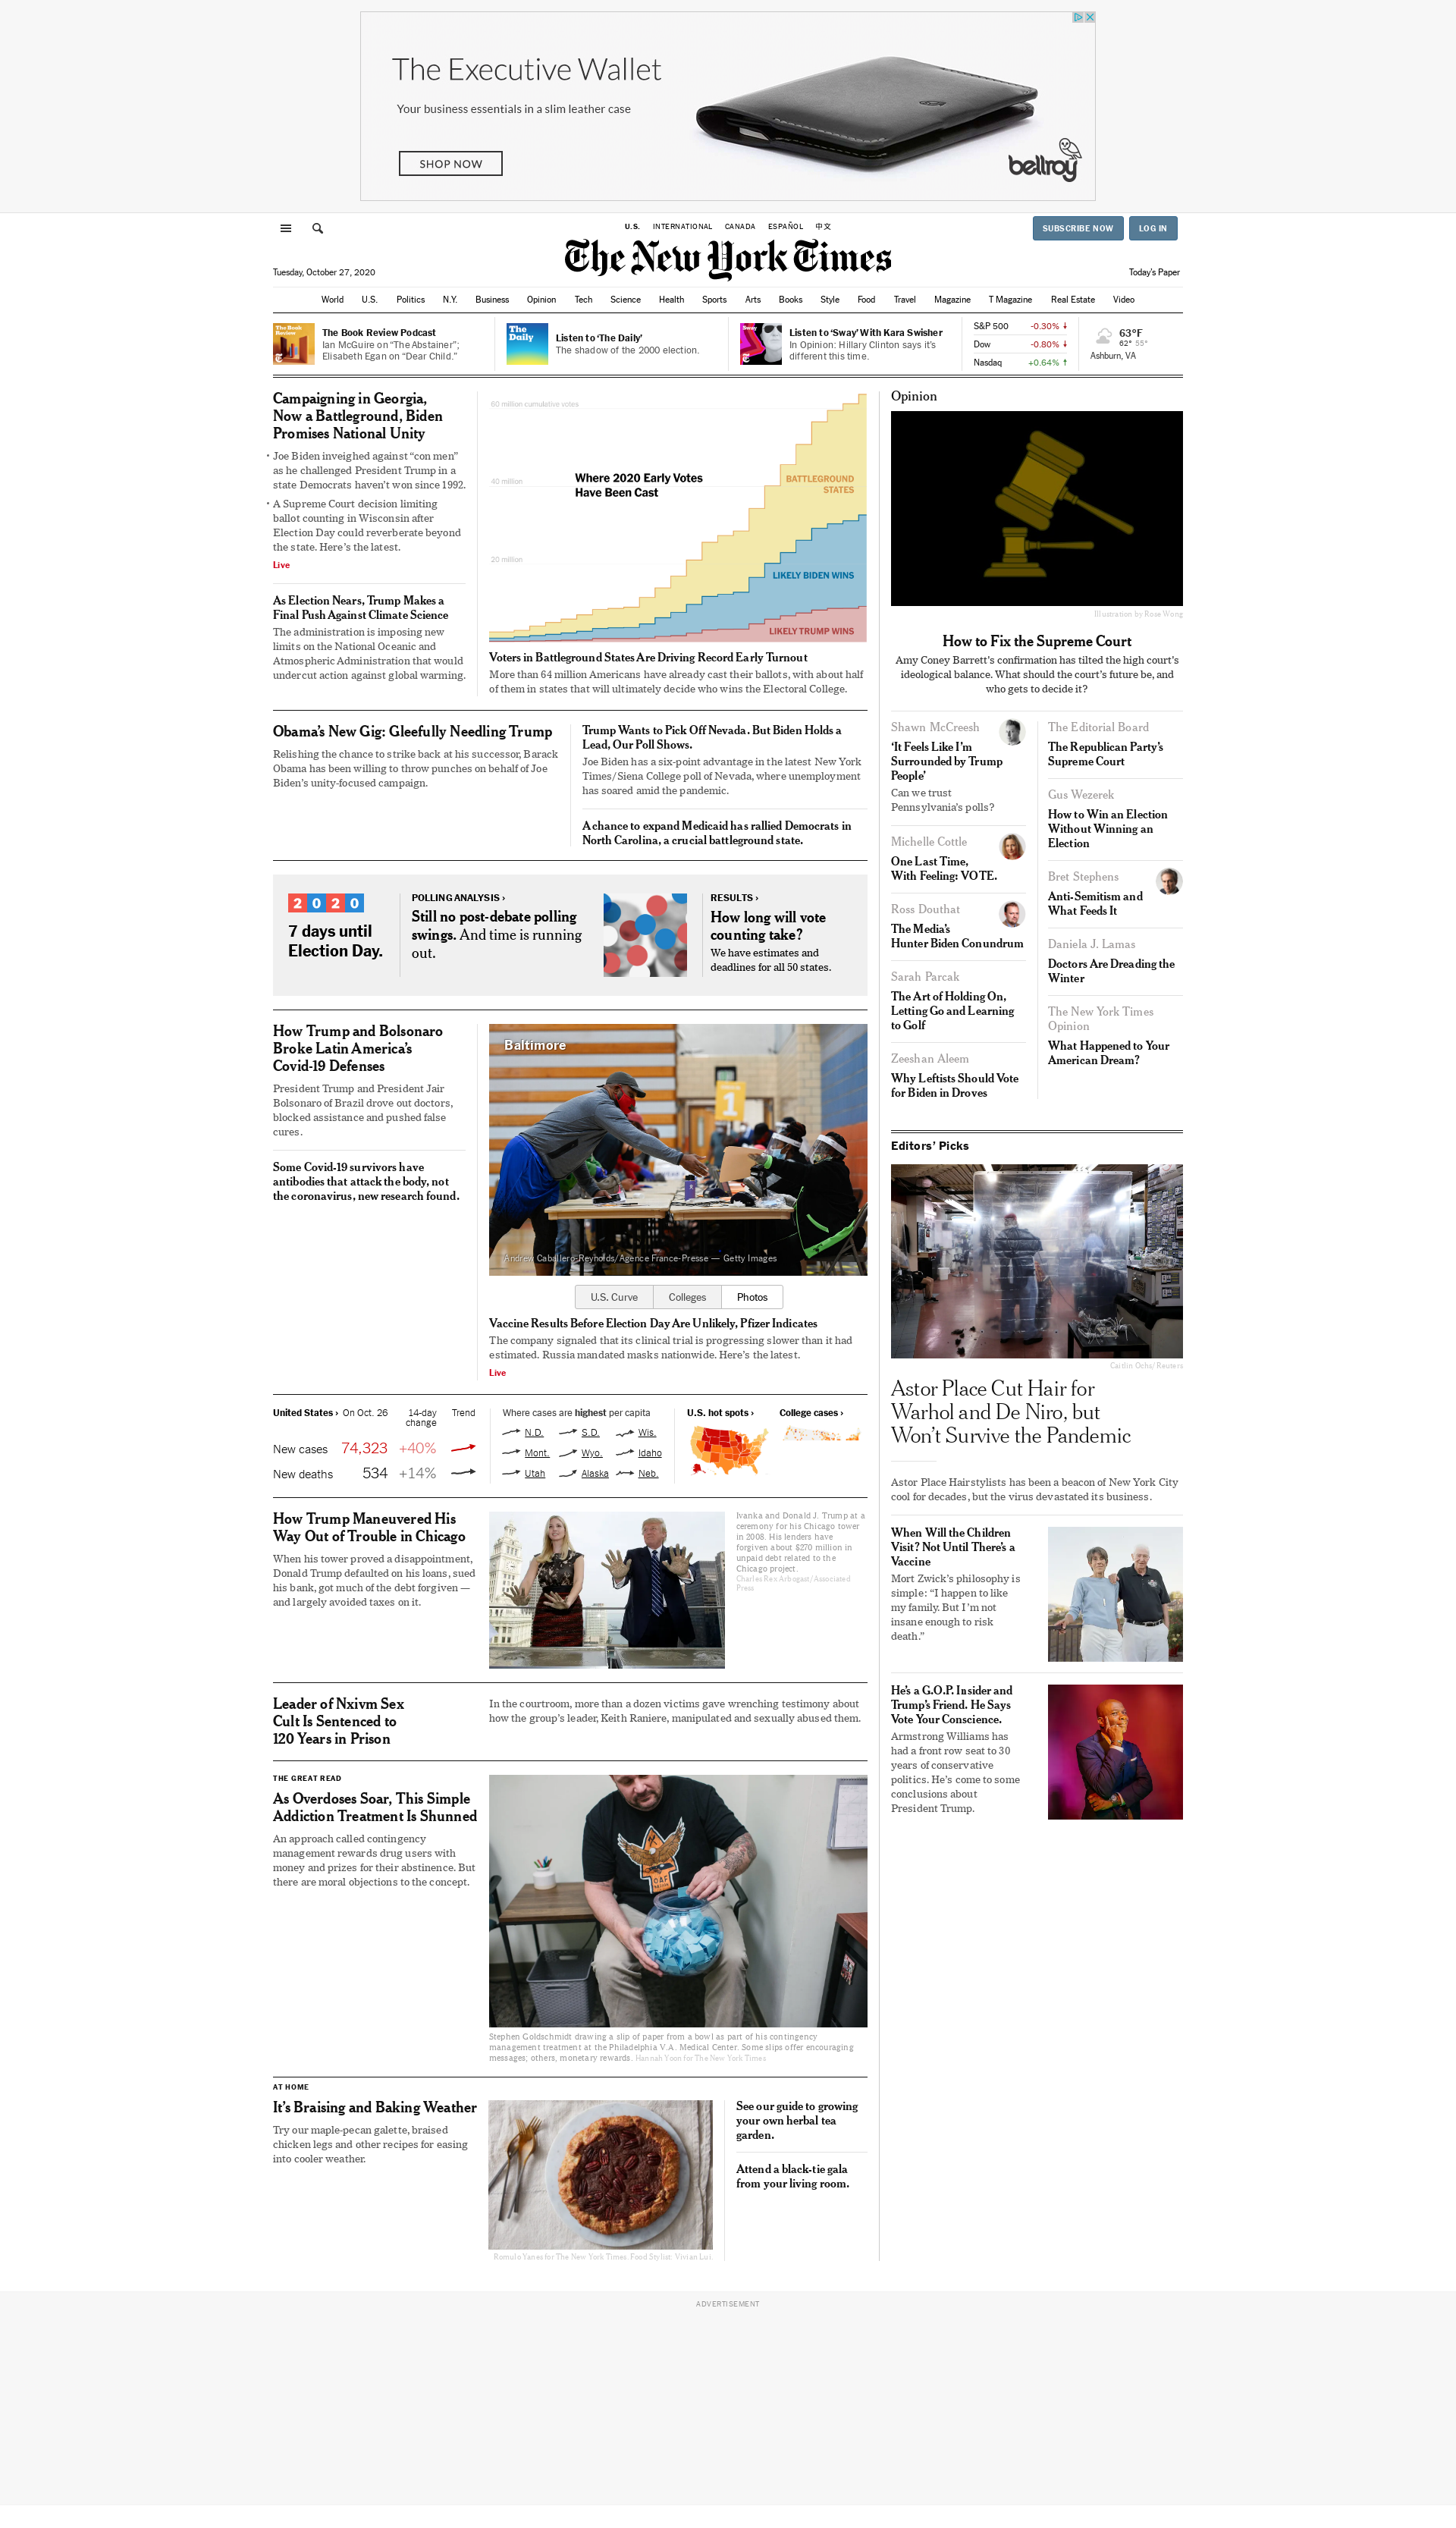 The Executive Wallet
Your business essentials in a slim leather case
SHOP NOW
bellroy
U.S. INTERNATIONAL CANADA ESPAÑOL 中文
SUBSCRIBE NOW LOG IN
The New York Times
Tuesday, October 27, 2020
Today's Paper
World U.S. Politics N.Y. Business Opinion Tech Science Health Sports Arts Books Style Food Travel Magazine T Magazine Real Estate Video
The Book Review
The Book Review Podcast
Ian McGuire on “The Abstainer”;
Elisabeth Egan on “Dear Child.”
The Daily
Listen to ‘The Daily’
The shadow of the 2000 election.
Sway
Listen to ‘Sway’ With Kara Swisher
In Opinion: Hillary Clinton says it’s
different this time.
S&P 500 -0.30%
Dow -0.80%
Nasdaq +0.64%
63°F
62° 55°
Ashburn, VA
Campaigning in Georgia,
Now a Battleground, Biden
Promises National Unity
• Joe Biden inveighed against “con men”
as he challenged President Trump in a
state Democrats haven’t won since 1992.
• A Supreme Court decision limiting
ballot counting in Wisconsin after
Election Day could reverberate beyond
the state. Here’s the latest.
Live
As Election Nears, Trump Makes a
Final Push Against Climate Science
The administration is imposing new
limits on the National Oceanic and
Atmospheric Administration that would
undercut action against global warming.
60 million cumulative votes
40 million
20 million
Where 2020 Early Votes
Have Been Cast
BATTLEGROUND
STATES
LIKELY BIDEN WINS
LIKELY TRUMP WINS
Voters in Battleground States Are Driving Record Early Turnout
More than 64 million Americans have already cast their ballots, with about half
of them in states that will ultimately decide who wins the Electoral College.
Obama’s New Gig: Gleefully Needling Trump
Relishing the chance to strike back at his successor, Barack
Obama has been willing to throw punches on behalf of Joe
Biden’s unity-focused campaign.
Trump Wants to Pick Off Nevada. But Biden Holds a
Lead, Our Poll Shows.
Joe Biden has a six-point advantage in the latest New York
Times/Siena College poll of Nevada, where unemployment
has soared amid the pandemic.
A chance to expand Medicaid has rallied Democrats in
North Carolina, a crucial battleground state.
2020
7 days until
Election Day.
POLLING ANALYSIS ›
Still no post-debate polling
swings. And time is running
out.
RESULTS ›
How long will vote
counting take?
We have estimates and
deadlines for all 50 states.
How Trump and Bolsonaro
Broke Latin America’s
Covid-19 Defenses
President Trump and President Jair
Bolsonaro of Brazil drove out doctors,
blocked assistance and pushed false
cures.
Some Covid-19 survivors have
antibodies that attack the body, not
the coronavirus, new research found.
Baltimore
1
Andrew Caballero-Reynolds/Agence France-Presse — Getty Images
U.S. Curve Colleges Photos
Vaccine Results Before Election Day Are Unlikely, Pfizer Indicates
The company signaled that its clinical trial is progressing slower than it had
estimated. Russia mandated masks nationwide. Here’s the latest.
Live
United States › On Oct. 26 14-day Trend
change
New cases 74,323 +40%
New deaths 534 +14%
Where cases are highest per capita
N.D. S.D. Wis.
Mont. Wyo. Idaho
Utah Alaska Neb.
U.S. hot spots › College cases ›
How Trump Maneuvered His
Way Out of Trouble in Chicago
When his tower proved a disappointment,
Donald Trump defaulted on his loans, sued
his bank, got much of the debt forgiven —
and largely avoided taxes on it.
Ivanka and Donald J. Trump at a
ceremony for his Chicago tower
in 2008. His lenders have
forgiven about $270 million in
unpaid debt related to the
Chicago project.
Charles Rex Arbogast/Associated
Press
Leader of Nxivm Sex
Cult Is Sentenced to
120 Years in Prison
In the courtroom, more than a dozen victims gave wrenching testimony about
how the group’s leader, Keith Raniere, manipulated and sexually abused them.
THE GREAT READ
As Overdoses Soar, This Simple
Addiction Treatment Is Shunned
An approach called contingency
management rewards drug users with
money and prizes for their abstinence. But
there are moral objections to the concept.
Stephen Goldschmidt drawing a slip of paper from a bowl as part of his contingency
management treatment at the Philadelphia V.A. Medical Center. Some slips offer encouraging
messages; others, monetary rewards. Hannah Yoon for The New York Times
AT HOME
It’s Braising and Baking Weather
Try our maple-pecan galette, braised
chicken legs and other recipes for easing
into cooler weather.
Romulo Yanes for The New York Times. Food Stylist: Vivian Lui.
See our guide to growing
your own herbal tea
garden.
Attend a black-tie gala
from your living room.
Opinion
Illustration by Rose Wong
How to Fix the Supreme Court
Amy Coney Barrett’s confirmation has tilted the high court’s
ideological balance. What should the court’s future be, and
who gets to decide it?
Shawn McCreesh
‘It Feels Like I’m
Surrounded by Trump
People’
Can we trust
Pennsylvania’s polls?
Michelle Cottle
One Last Time,
With Feeling: VOTE.
Ross Douthat
The Media’s
Hunter Biden Conundrum
Sarah Parcak
The Art of Holding On,
Letting Go and Learning
to Golf
Zeeshan Aleem
Why Leftists Should Vote
for Biden in Droves
The Editorial Board
The Republican Party’s
Supreme Court
Gus Wezerek
How to Win an Election
Without Winning an
Election
Bret Stephens
Anti-Semitism and
What Feeds It
Daniela J. Lamas
Doctors Are Dreading the
Winter
The New York Times
Opinion
What Happened to Your
American Dream?
Editors’ Picks
Caitlin Ochs/Reuters
Astor Place Cut Hair for
Warhol and De Niro, but
Won’t Survive the Pandemic
Astor Place Hairstylists has been a beacon of New York City
cool for decades, but the virus devastated its business.
When Will the Children
Visit? Not Until There’s a
Vaccine
Mort Zwick’s philosophy is
simple: “I happen to like
my family. But I’m not
insane enough to risk
death.”
He’s a G.O.P. Insider and
Trump’s Friend. He Says
Vote Your Conscience.
Armstrong Williams has
had a front row seat to 30
years of conservative
politics. He’s come to some
conclusions about
President Trump.
ADVERTISEMENT